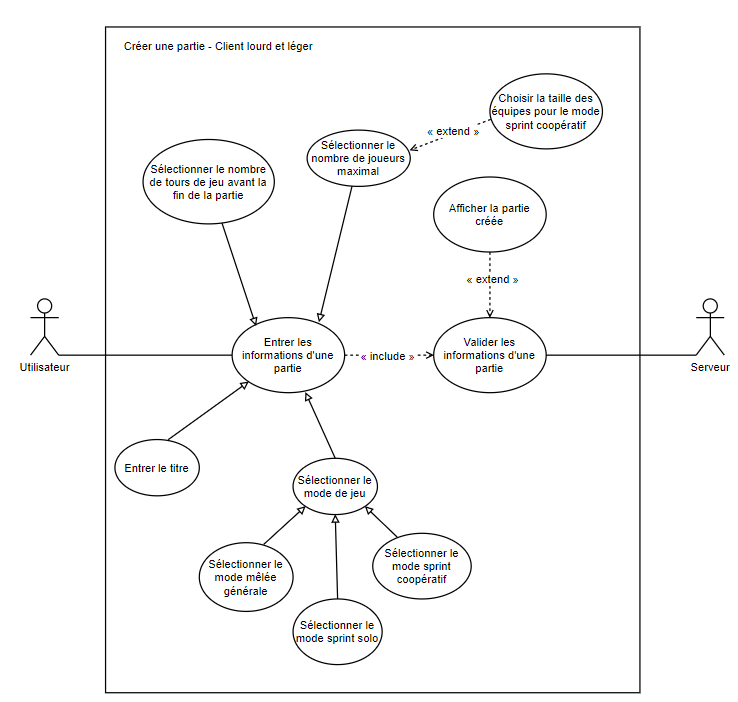 Créer une partie - Client lourd et léger
Choisir la taille des
équipes pour le mode
sprint coopératif
« extend »
Sélectionner le
nombre de joueurs
maximal
Sélectionner le nombre
de tours de jeu avant la
fin de la partie
Afficher la partie
créée
« extend »
Utilisateur
Entrer les
informations d'une
partie
« include »
Valider les
informations d'une
partie
Serveur
Entrer le titre
Sélectionner le
mode de jeu
Sélectionner le
mode mêlée
générale
Sélectionner le
mode sprint solo
Sélectionner le
mode sprint
coopératif